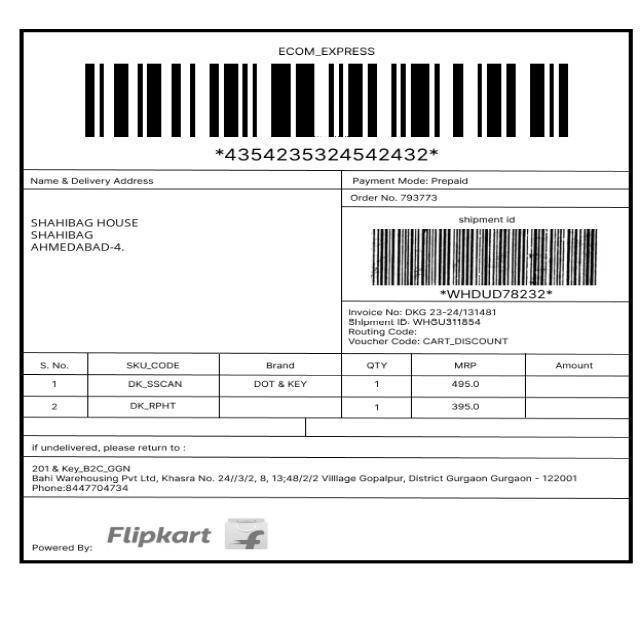 ECOM_EXPRESS
*4354235324542432*
Name & Delivery Address
Payment Mode: Prepaid
Order No. 793773
SHAHIBAG HOUSE
SHAHIBAG
AHMEDABAD-4.
shipment id
*WHDUD78232*
Invoice No: DKG 23-24/131481
Shipment ID: WHGU311854
Routing Code:
Voucher Code: CART_DISCOUNT
S. No. SKU_CODE Brand QTY MRP Amount
1 DK_SSCAN DOT & KEY 1 495.0
2 DK_RPHT 1 395.0
if undelivered, please return to :
201 & Key_B2C_GGN
Bahi Warehousing Pvt Ltd, Khasra No. 24//3/2, 8, 13;48/2/2 Villlage Gopalpur, District Gurgaon Gurgaon - 122001
Phone:8447704734
Powered By: Flipkart